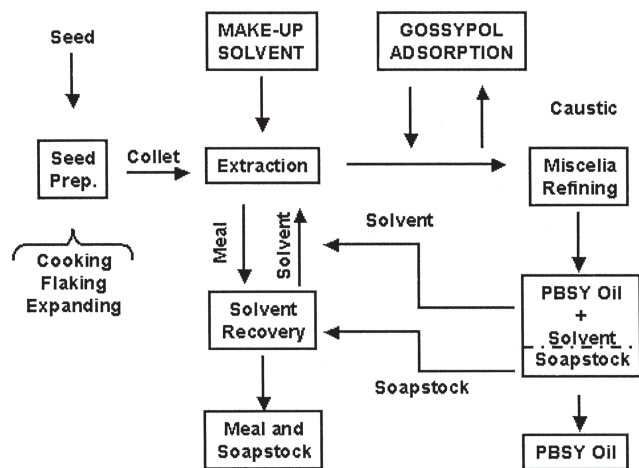 Seed
MAKE-UP
SOLVENT
GOSSYPOL
ADSORPTION
Caustic
Seed
Prep.
Collet
Extraction
Miscelia
Refining
Cooking
Flaking
Expanding
Meal
Solvent
Solvent
Solvent
Recovery
PBSY Oil
+
Solvent
Soapstock
Soapstock
Meal and
Soapstock
PBSY Oil